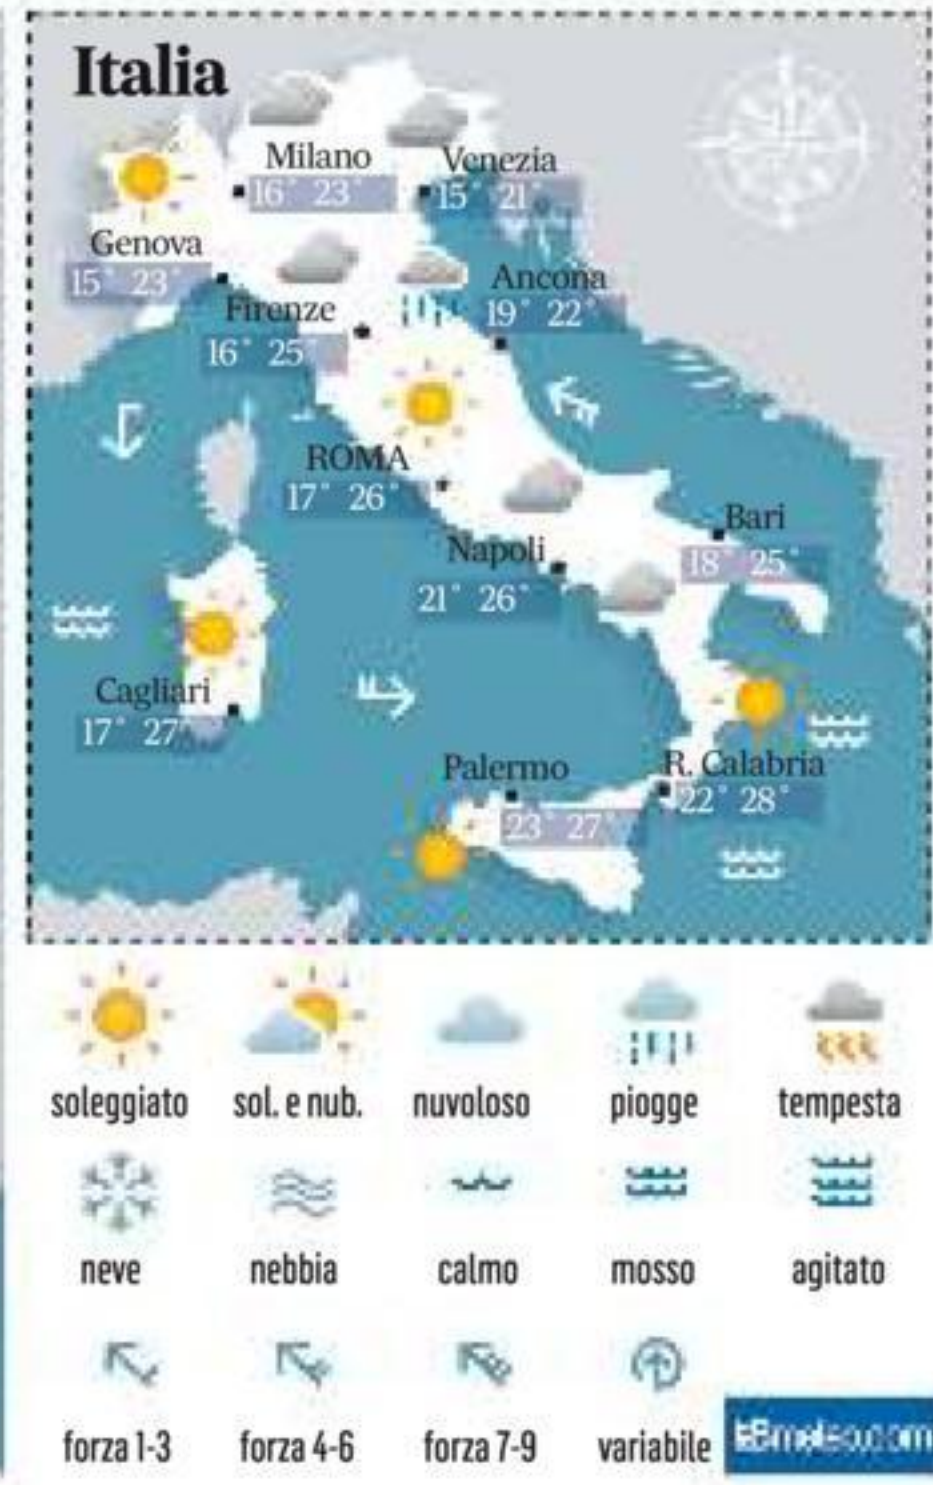 Italia
Milano
16° 23°
Venezia
15° 21°
Genova
15° 23°
Ancona
19° 22°
Firenze
16° 25°
ROMA
17° 26°
Bari
18° 25°
Napoli
21° 26°
Cagliari
17° 27°
Palermo
23° 27°
R. Calabria
22° 28°
soleggiato sol. e nub. nuvoloso piogge tempesta
neve nebbia calmo mosso agitato
forza 1-3 forza 4-6 forza 7-9 variabile